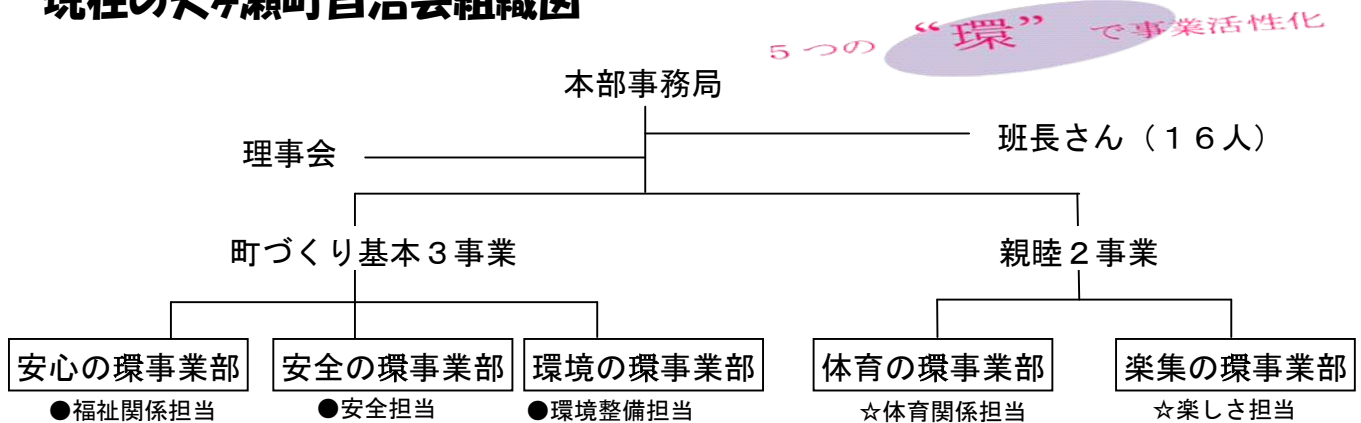 ５つの “環” で事業活性化
本部事務局
理事会
班長さん（１６人）
町づくり基本３事業
親睦２事業
安心の環事業部
安全の環事業部
環境の環事業部
体育の環事業部
楽集の環事業部
●福祉関係担当
●安全担当
●環境整備担当
☆体育関係担当
☆楽しさ担当